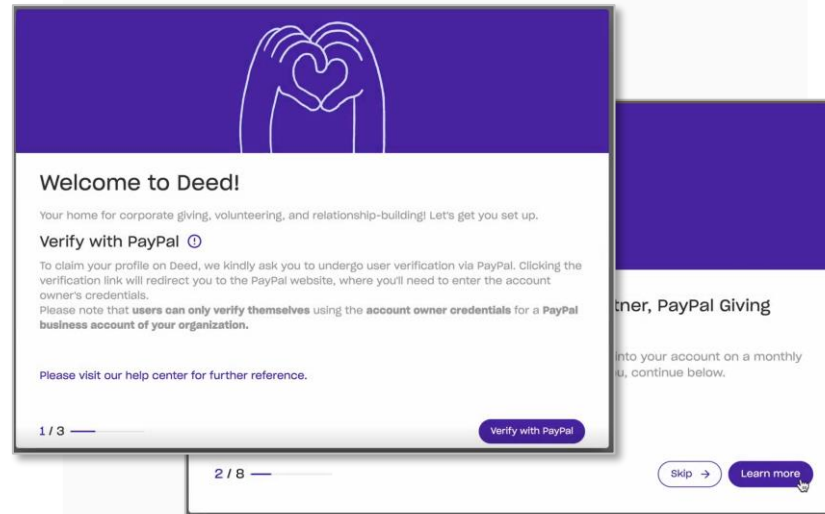 Welcome to Deed!
Your home for corporate giving, volunteering, and relationship-building! Let's get you set up.
Verify with PayPal
To claim your profile on Deed, we kindly ask you to undergo user verification via PayPal. Clicking the
verification link will redirect you to the PayPal website, where you'll need to enter the account
owner's credentials.
Please note that users can only verify themselves using the account owner credentials for a PayPal
business account of your organization.
Please visit our help center for further reference.
1 / 3
Verify with PayPal
PayPal Giving
into your account on a monthly
continue below.
2 / 8
Skip →
Learn more